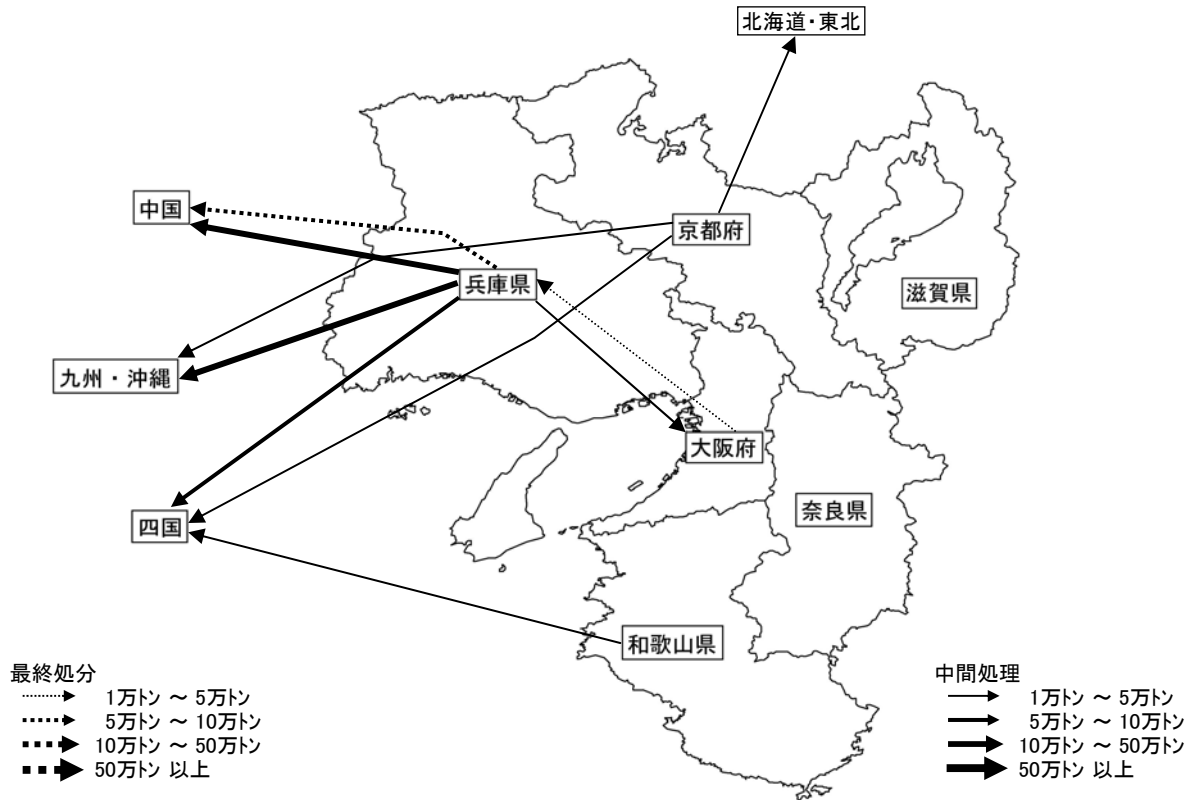 北海道・東北
中国
京都府
兵庫県
滋賀県
九州・沖縄
大阪府
四国
奈良県
和歌山県
最終処分
1万トン ～ 5万トン
5万トン ～ 10万トン
10万トン ～ 50万トン
50万トン 以上
中間処理
1万トン ～ 5万トン
5万トン ～ 10万トン
10万トン ～ 50万トン
50万トン 以上